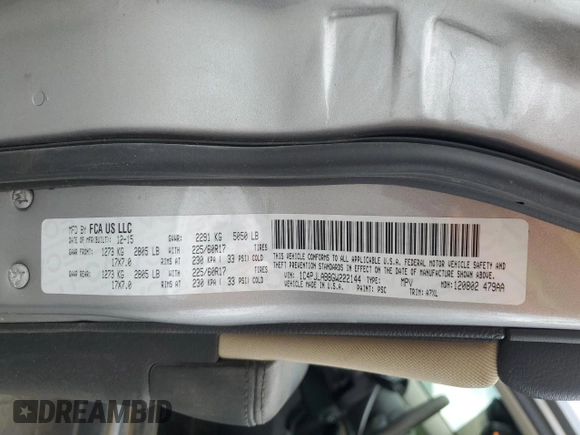 MFD BY FCA US LLC
DATE OF MFR(BUILT): 12-15 GVWR: 2291 KG 5050 LB
GAWR FRONT: 1273 KG 2805 LB WITH 225/60R17 TIRES
17X7.0 RIMS AT 230 KPA( 33 PSI) COLD
GAWR REAR: 1273 KG 2805 LB WITH 225/60R17 TIRES
17X7.0 RIMS AT 230 KPA( 33 PSI) COLD
THIS VEHICLE CONFORMS TO ALL APPLICABLE U.S.A. FEDERAL MOTOR VEHICLE SAFETY AND
THEFT PREVENTION STANDARDS IN EFFECT ON THE DATE OF MANUFACTURE SHOWN ABOVE.
VIN: 1C4PJLAB8GW222144 TYPE: MPV MDH:120802 479AA
VEHICLE MADE IN U.S.A. PAINT: PSC TRIM: A7XL
DREAMBID